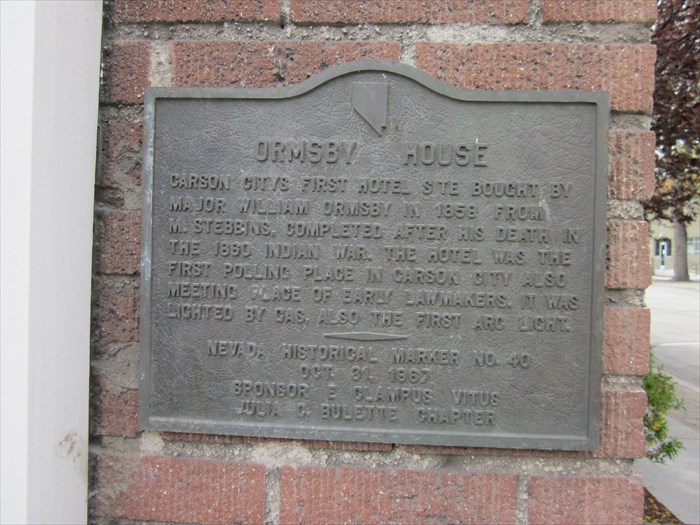 ORMSBY HOUSE
CARSON CITYS FIRST HOTEL SITE BOUGHT BY
MAJOR WILLIAM ORMSBY IN 1858 FROM
M. STEBBINS. COMPLETED AFTER HIS DEATH IN
THE 1860 INDIAN WAR. THE HOTEL WAS THE
FIRST POLLING PLACE IN CARSON CITY ALSO
MEETING PLACE OF EARLY LAWMAKERS. IT WAS
LIGHTED BY GAS. ALSO THE FIRST ARC LIGHT.
NEVADA HISTORICAL MARKER NO. 40
OCT. 31, 1967
SPONSOR E CLAMPUS VITUS
JULIA C. BULETTE CHAPTER